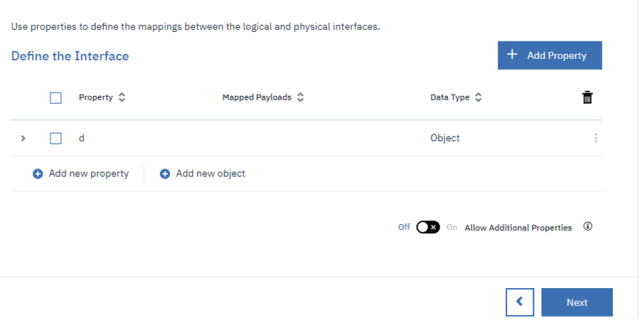 Use properties to define the mappings between the logical and physical interfaces.
Define the Interface
Add Property
Property Mapped Payloads Data Type
d Object
Add new property Add new object
Off On Allow Additional Properties
Next